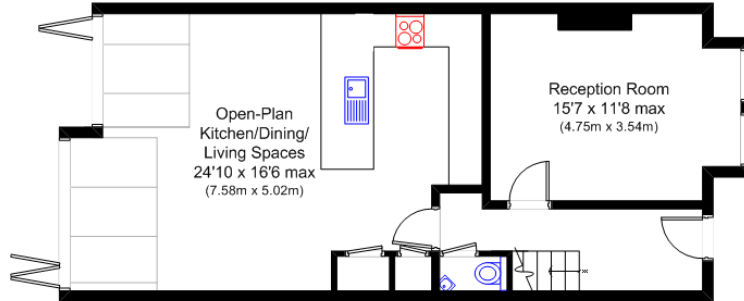 Open-Plan
Kitchen/Dining/
Living Spaces
24'10 x 16'6 max
(7.58m x 5.02m)
Reception Room
15'7 x 11'8 max
(4.75m x 3.54m)